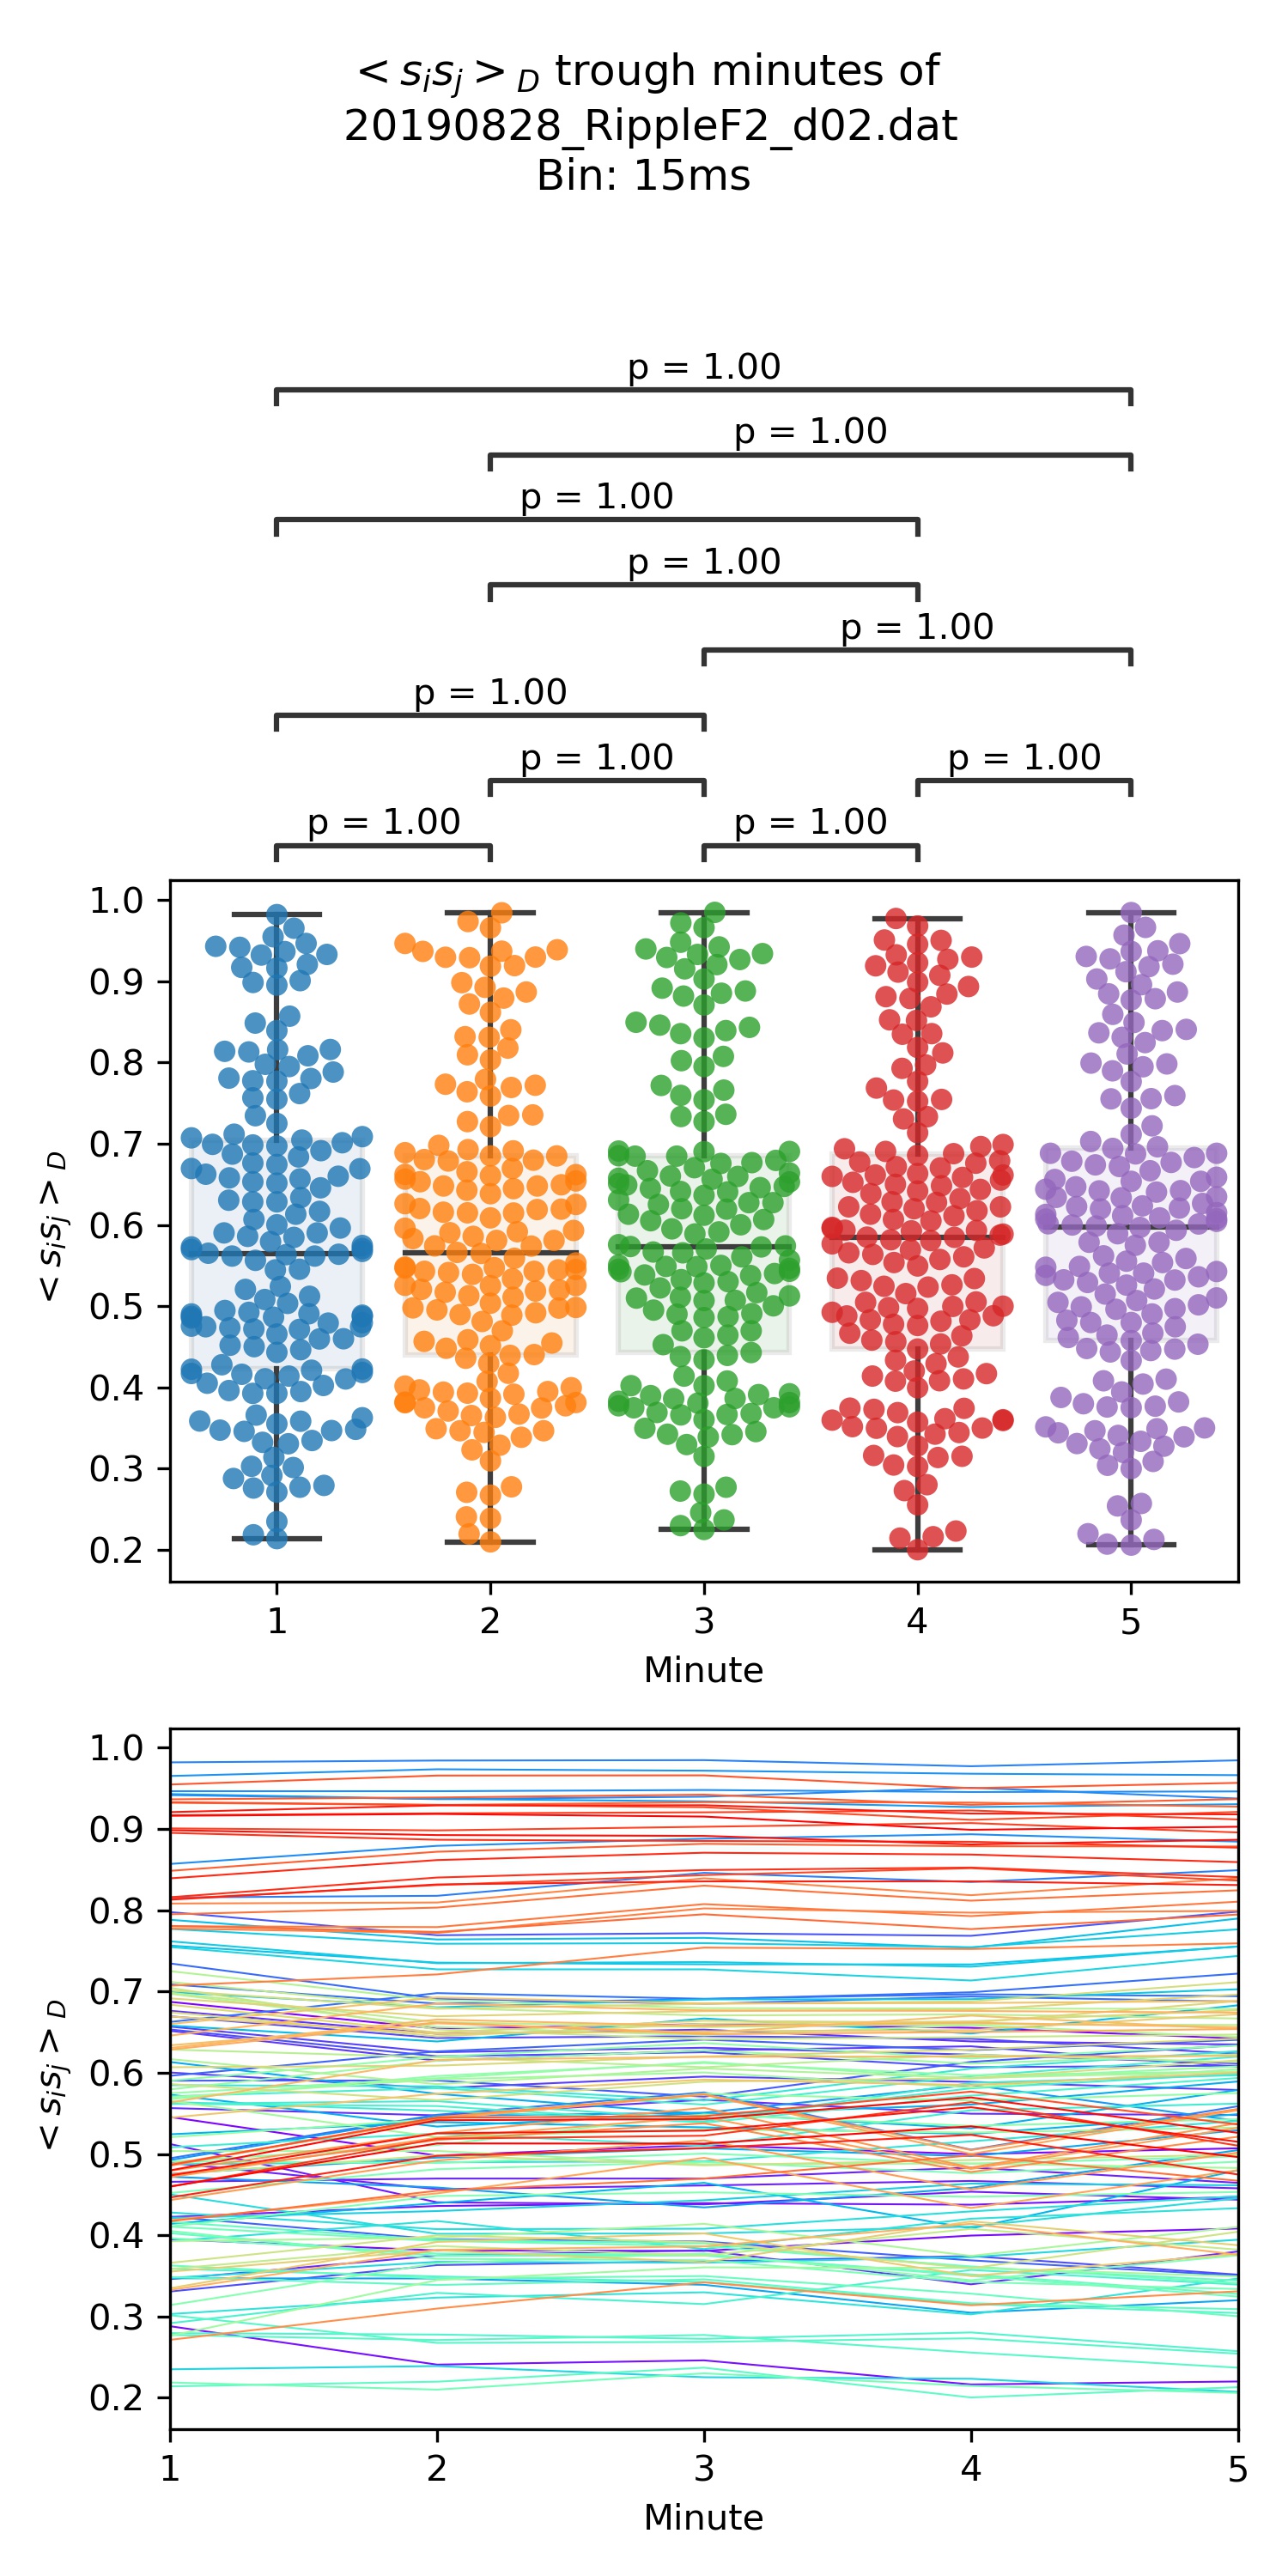 < s_i s_j >_D trough minutes of
20190828_RippleF2_d02.dat
Bin: 15ms
p = 1.00
p = 1.00
p = 1.00
p = 1.00
p = 1.00
p = 1.00
p = 1.00 p = 1.00
p = 1.00 p = 1.00
1.0
0.9
0.8
0.7
0.6
0.5
0.4
0.3
0.2
< s_i s_j >_D
1 2 3 4 5
Minute
1.0
0.9
0.8
0.7
0.6
0.5
0.4
0.3
0.2
< s_i s_j >_D
1 2 3 4 5
Minute